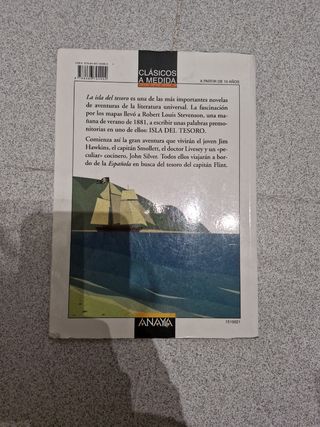 CLÁSICOS
A MEDIDA
A PARTIR DE 10 AÑOS
La isla del tesoro es una de las más importantes novelas
de aventuras de la literatura universal. La fascinación
por los mapas llevó a Robert Louis Stevenson, una ma-
ñana de verano de 1881, a escribir unas palabras premo-
nitorias en uno de ellos: ISLA DEL TESORO.
Comienza así la gran aventura que vivirán el joven Jim
Hawkins, el capitán Smollett, el doctor Livesey y un «pe-
culiar» cocinero, John Silver. Todos ellos viajarán a bor-
do de la Española en busca del tesoro del capitán Flint.
ANAYA